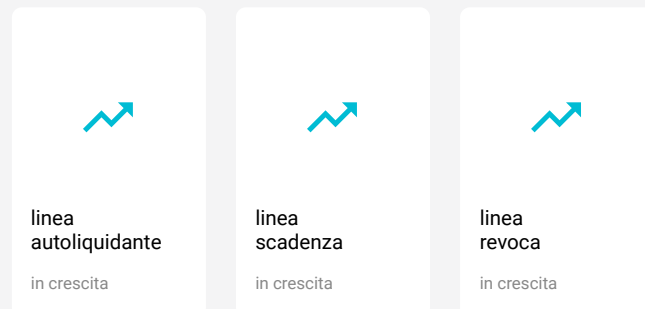 linea
autoliquidante
in crescita
linea
scadenza
in crescita
linea
revoca
in crescita